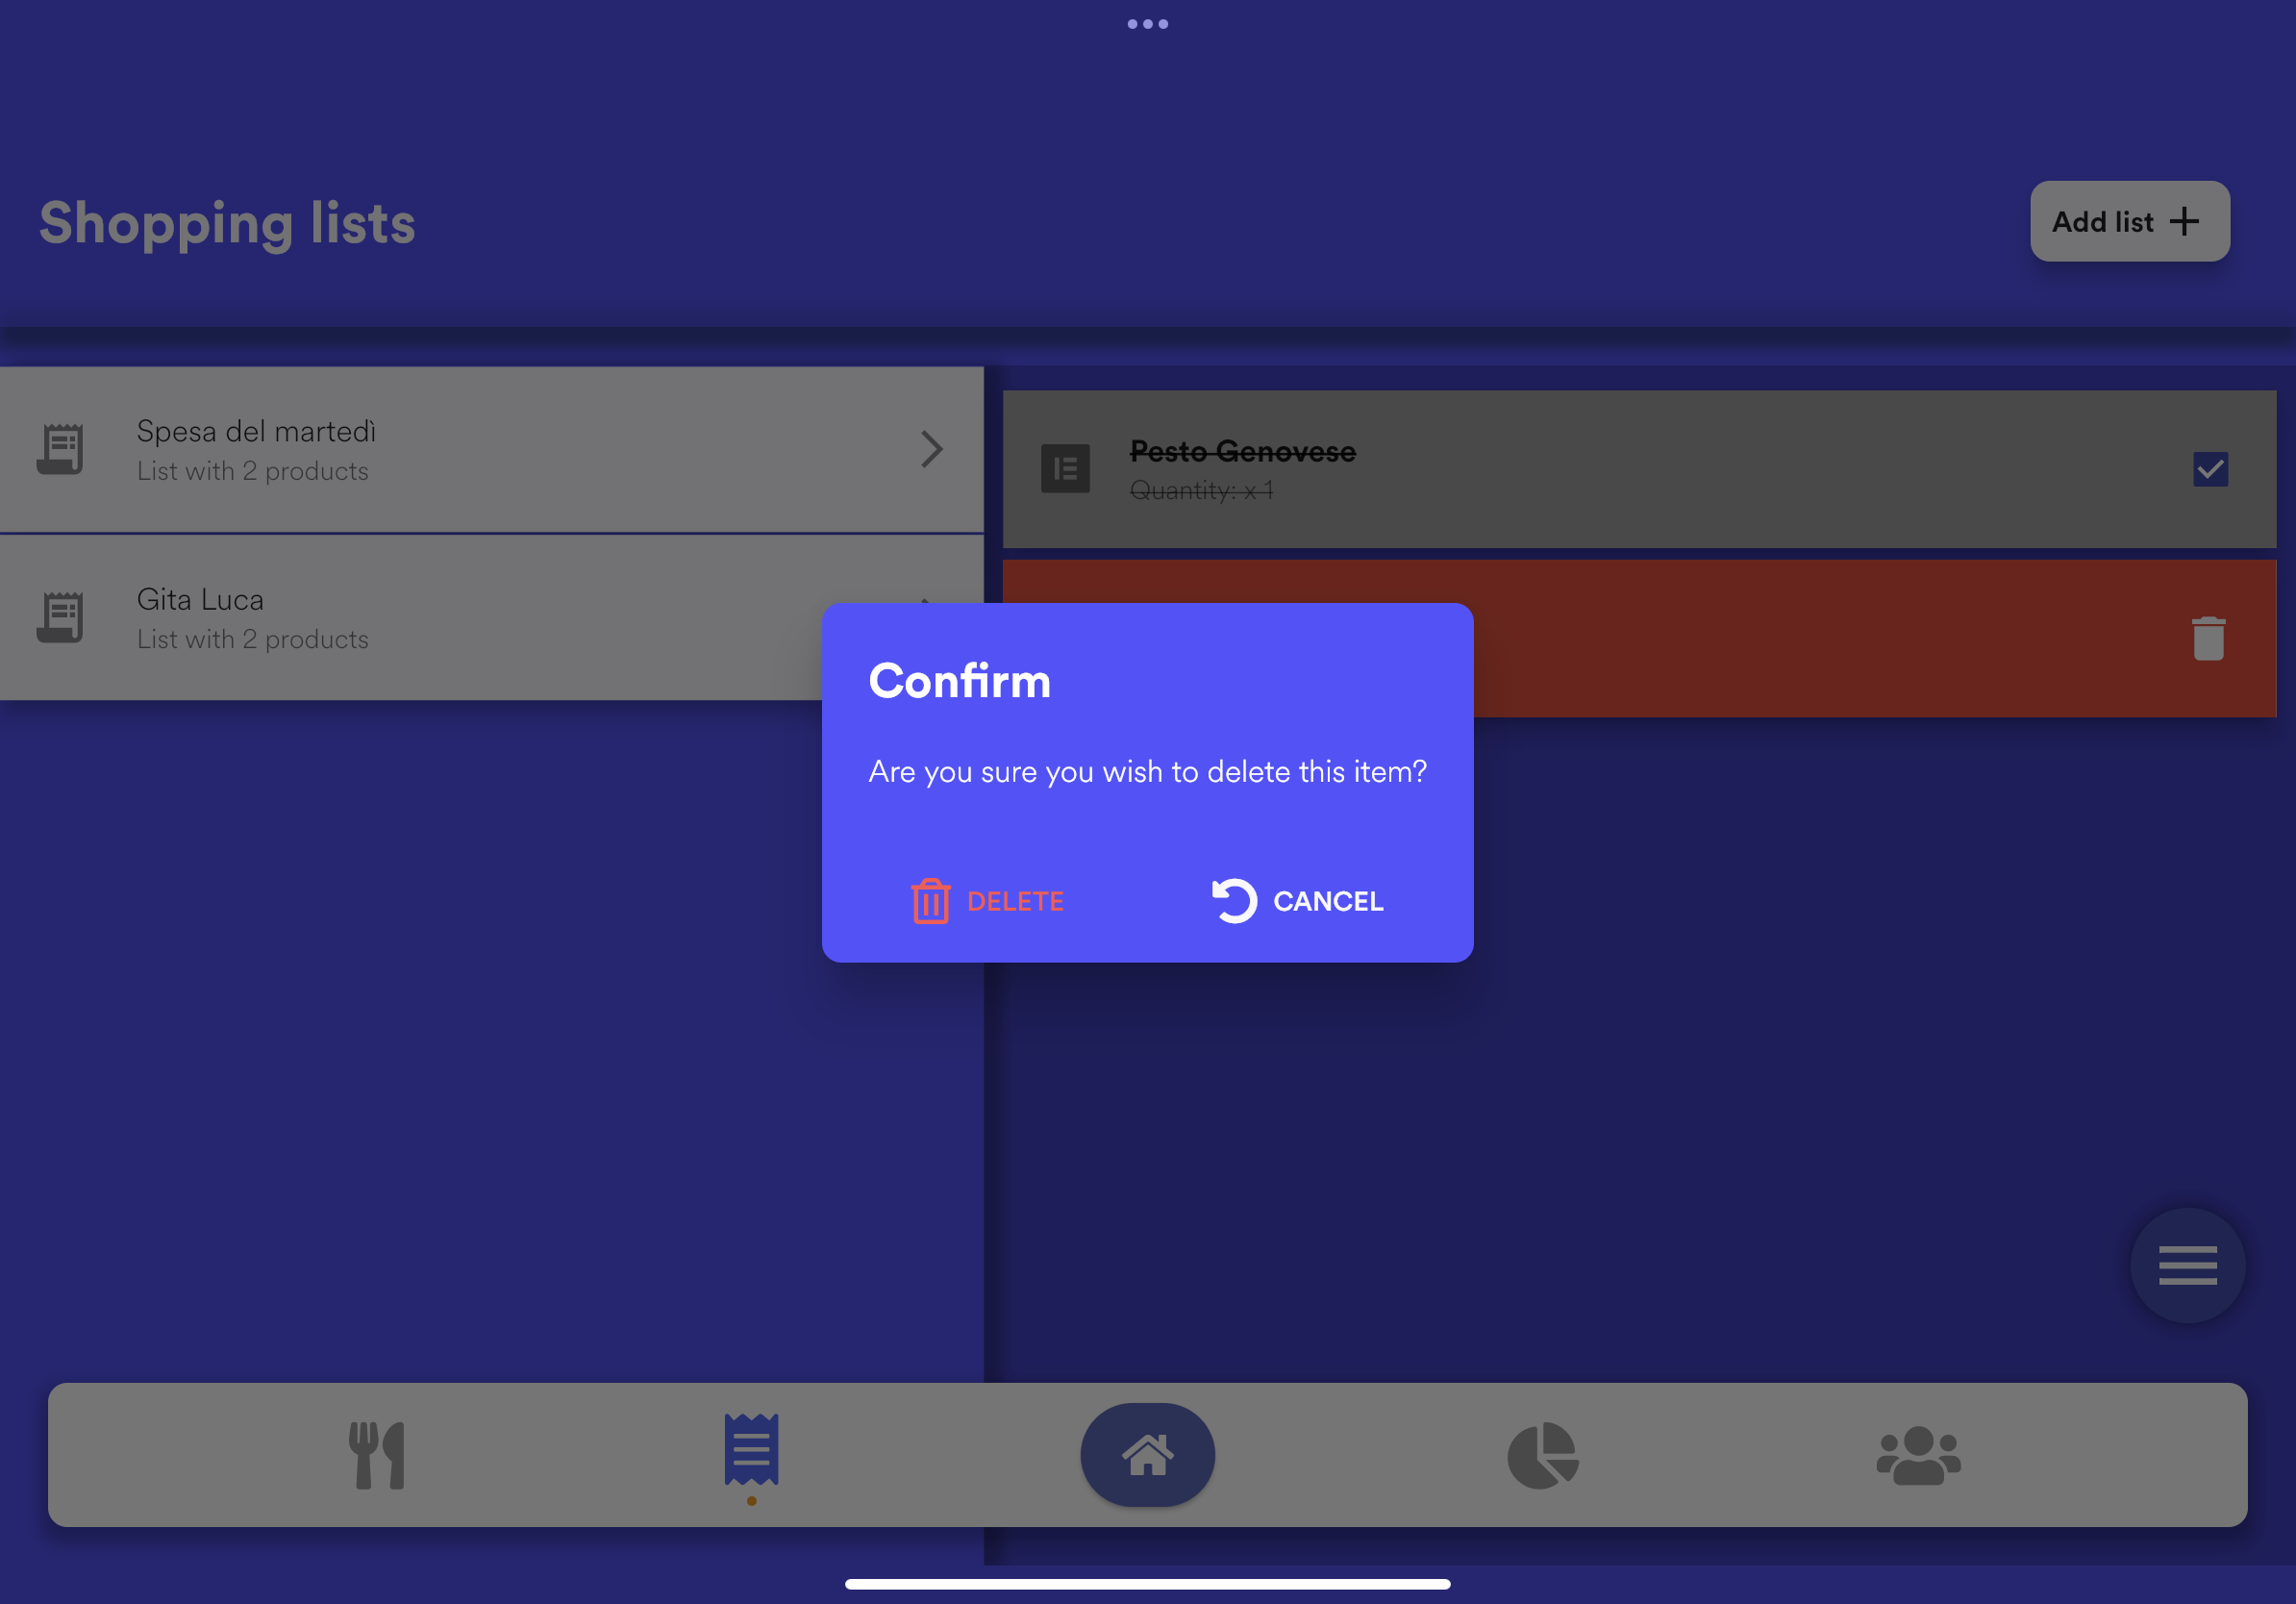 Shopping lists
Add list
Spesa del martedì
List with 2 products
Gita Luca
List with 2 products
Pesto Genovese
Quantity: x 1
Confirm
Are you sure you wish to delete this item?
DELETE
CANCEL